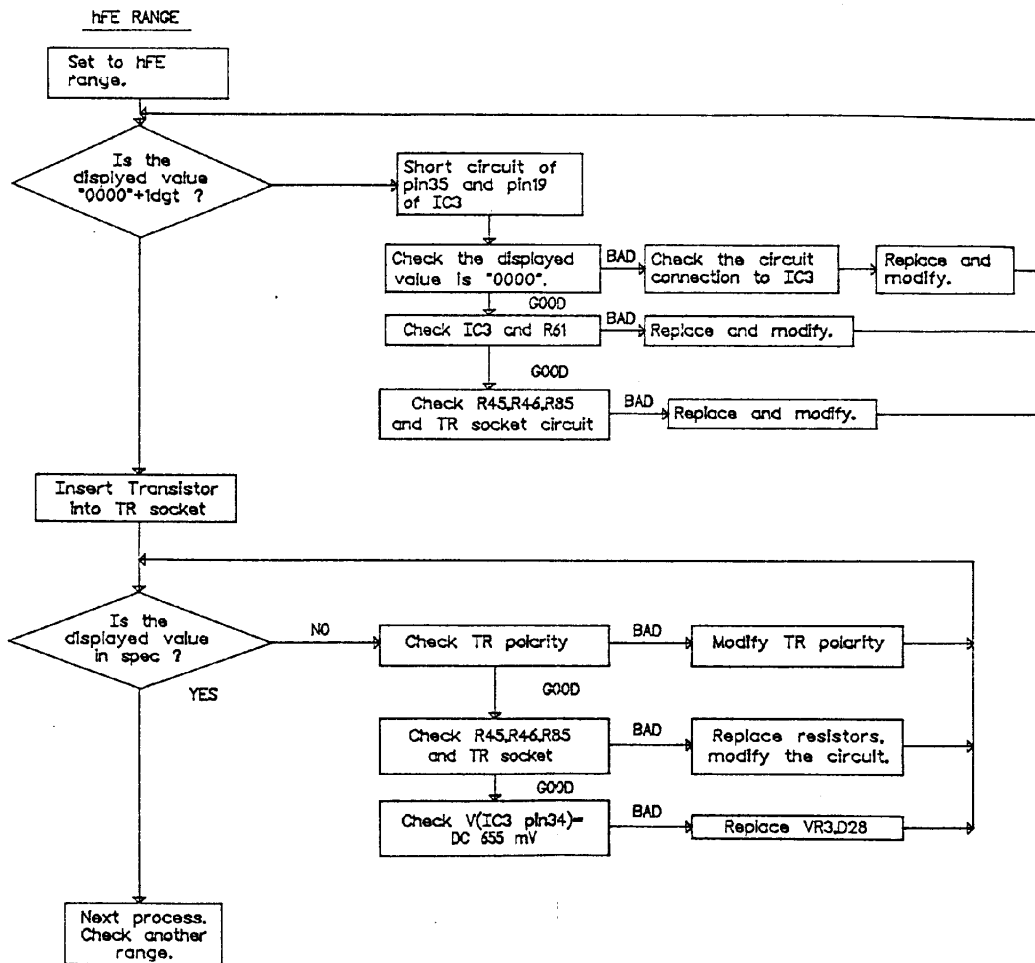 hFE RANGE
Set to hFE
range.
Is the
displyed value
"0000"+1dgt ?
Short circuit of
pin35 and pin19
of IC3
Check the displayed
value is "0000".
BAD
Check the circuit
connection to IC3
Replace and
modify.
GOOD
Check IC3 and R61
BAD
Replace and modify.
GOOD
Check R45,R46,R85
and TR socket circuit
BAD
Replace and modify.
Insert Transistor
into TR socket
Is the
displayed value
in spec ?
NO
Check TR polarity
BAD
Modify TR polarity
YES
GOOD
Check R45,R46,R85
and TR socket
BAD
Replace resistors,
modify the circuit.
GOOD
Check V(IC3 pin34)=
DC 655 mV
BAD
Replace VR3,D28
Next process.
Check another
range.